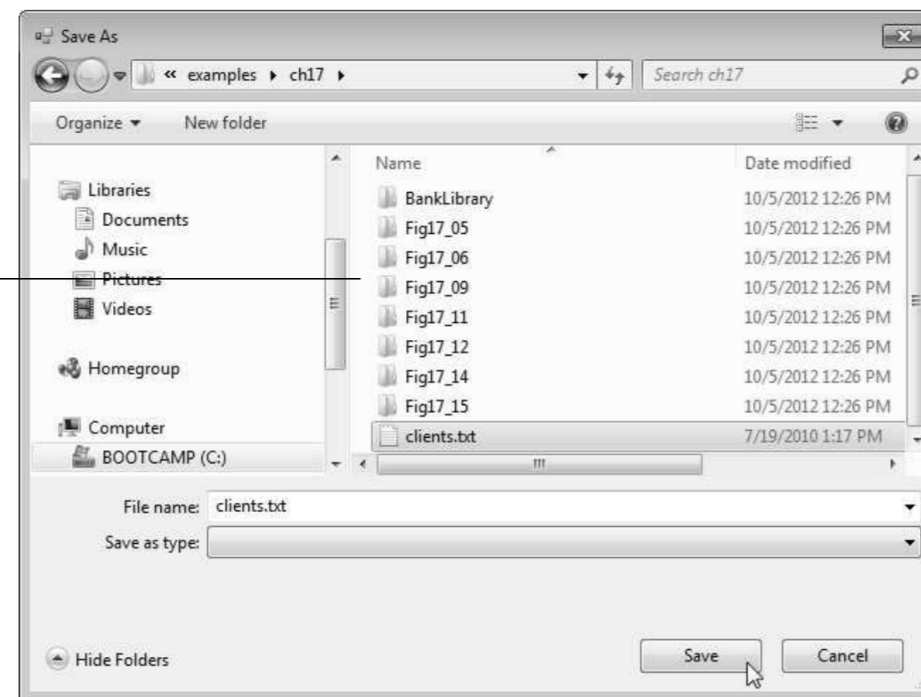 Save As
« examples ▸ ch17 ▸
Search ch17
Organize ▾ New folder
Libraries
Documents
Music
Pictures
Videos
Homegroup
Computer
BOOTCAMP (C:)
Name Date modified
BankLibrary 10/5/2012 12:26 PM
Fig17_05 10/5/2012 12:26 PM
Fig17_06 10/5/2012 12:26 PM
Fig17_09 10/5/2012 12:26 PM
Fig17_11 10/5/2012 12:26 PM
Fig17_12 10/5/2012 12:26 PM
Fig17_14 10/5/2012 12:26 PM
Fig17_15 10/5/2012 12:26 PM
clients.txt 7/19/2010 1:17 PM
File name: clients.txt
Save as type:
Hide Folders
Save
Cancel